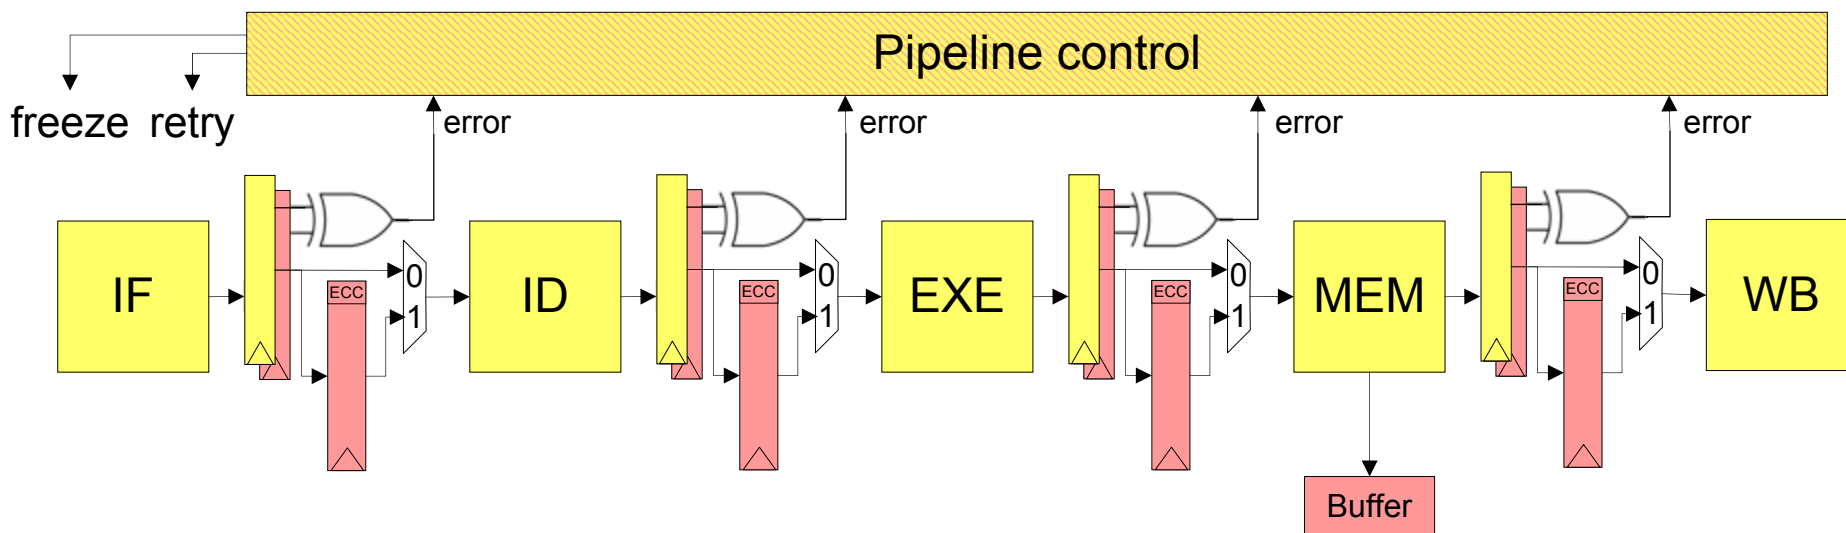 Pipeline control
freeze retry
error error error error
IF ID EXE MEM WB
0 0 0 0
ECC ECC ECC ECC
1 1 1 1
Buffer